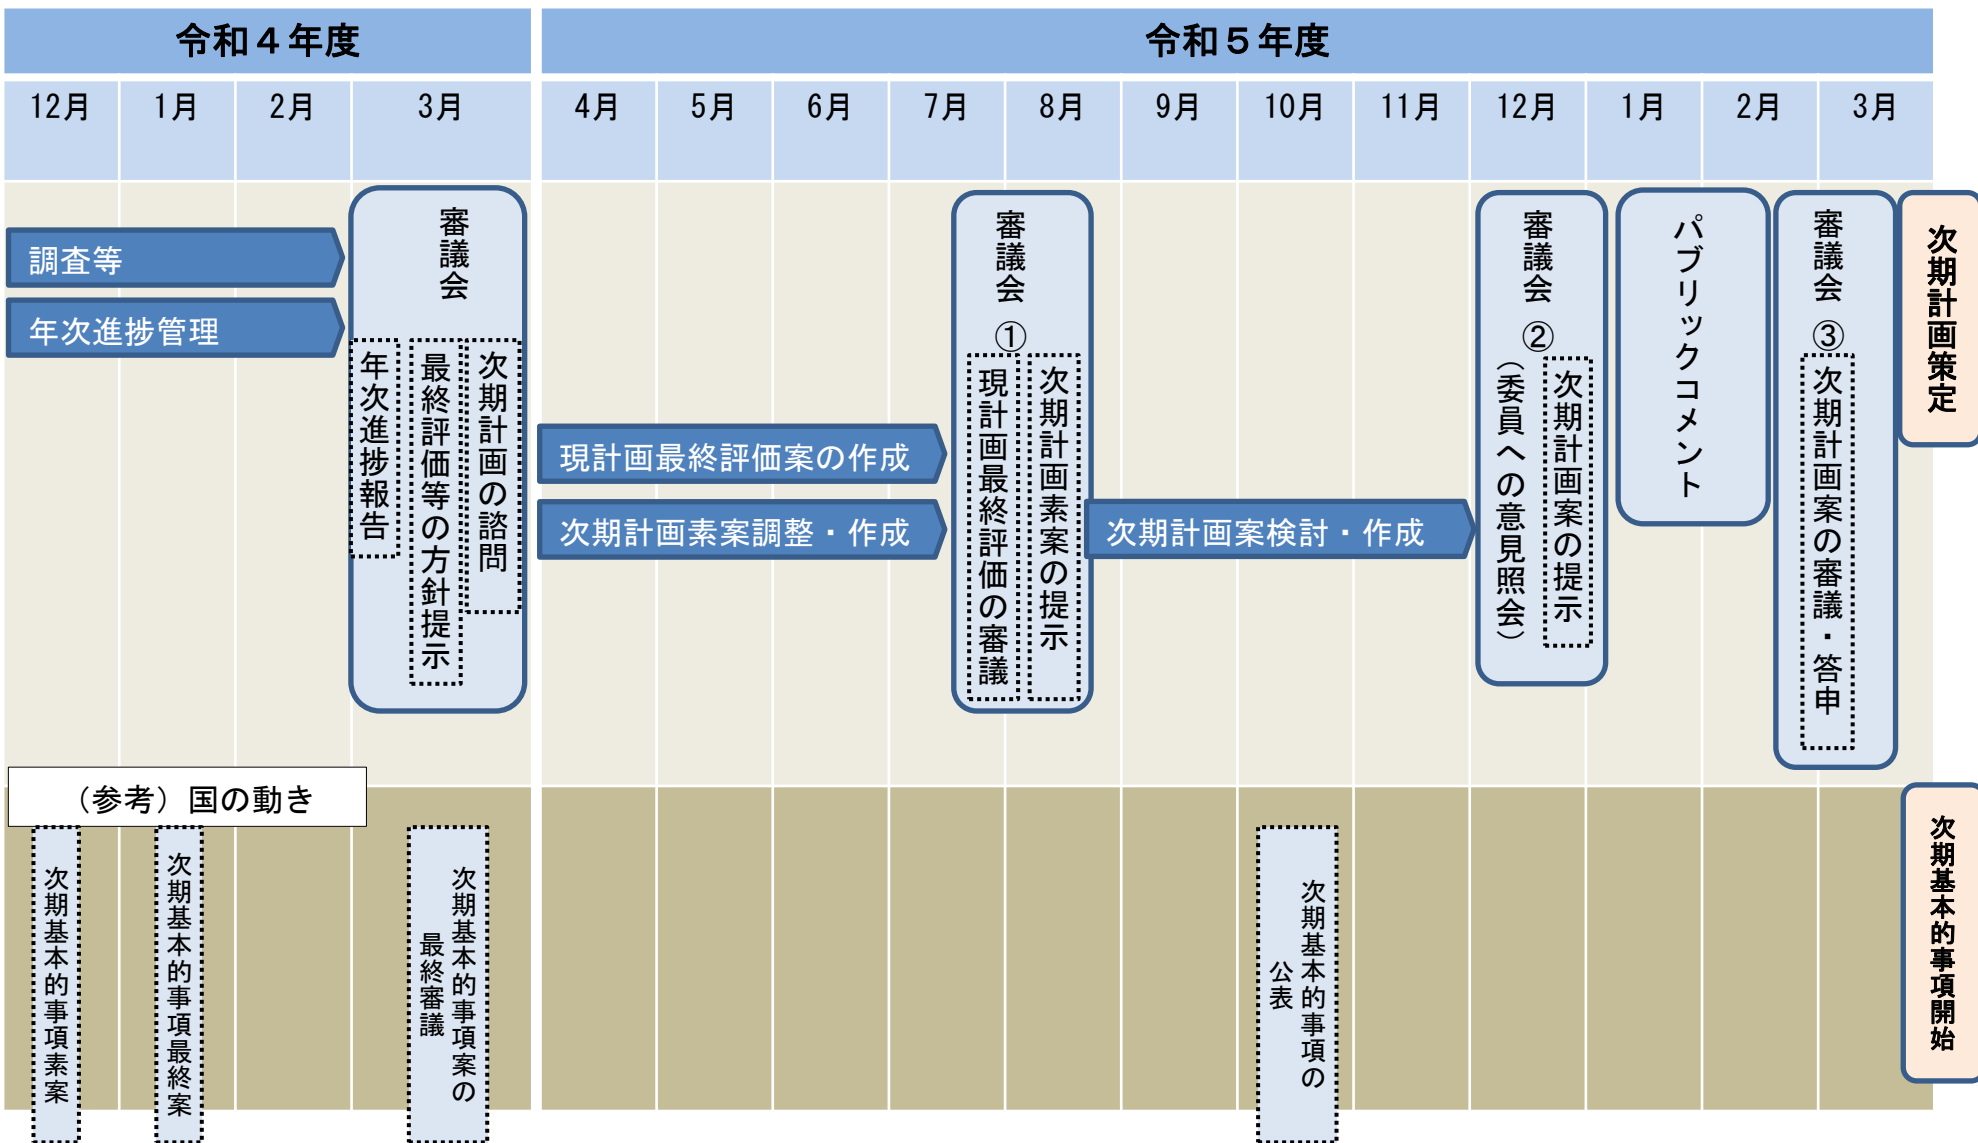 令和４年度
令和５年度
12月
1月
2月
3月
4月
5月
6月
7月
8月
9月
10月
11月
12月
1月
2月
3月
調査等
年次進捗管理
審議会
次期計画の諮問
最終評価等の方針提示
年次進捗報告
現計画最終評価案の作成
次期計画素案調整・作成
審議会①
次期計画素案の提示
現計画最終評価の審議
次期計画案検討・作成
審議会②
次期計画案の提示
（委員への意見照会）
パブリックコメント
審議会③
次期計画案の審議・答申
次期計画策定
（参考）国の動き
次期基本的事項素案
次期基本的事項最終案
次期基本的事項案の
最終審議
次期基本的事項の
公表
次期基本的事項開始